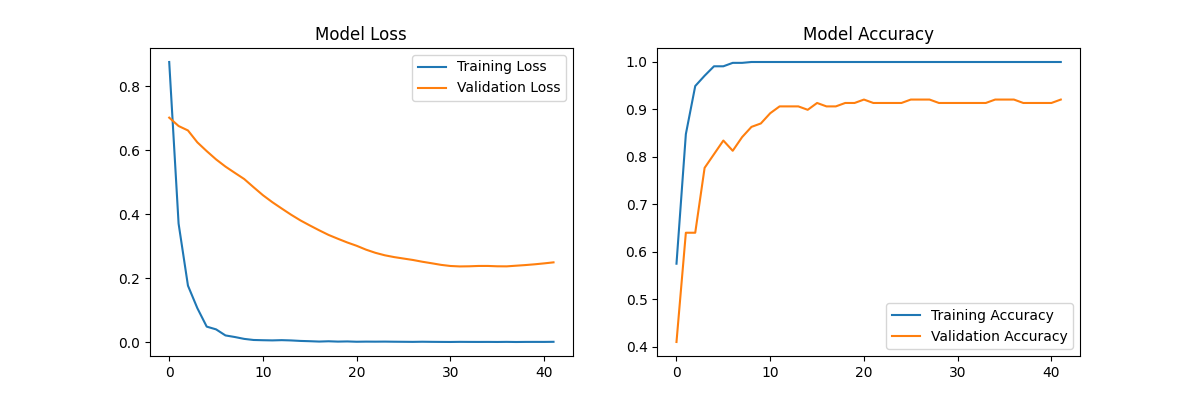 Model Loss
Training Loss
Validation Loss
0.8
0.6
0.4
0.2
0.0
0 10 20 30 40
Model Accuracy
1.0
0.9
0.8
0.7
0.6
0.5
0.4
Training Accuracy
Validation Accuracy
0 10 20 30 40